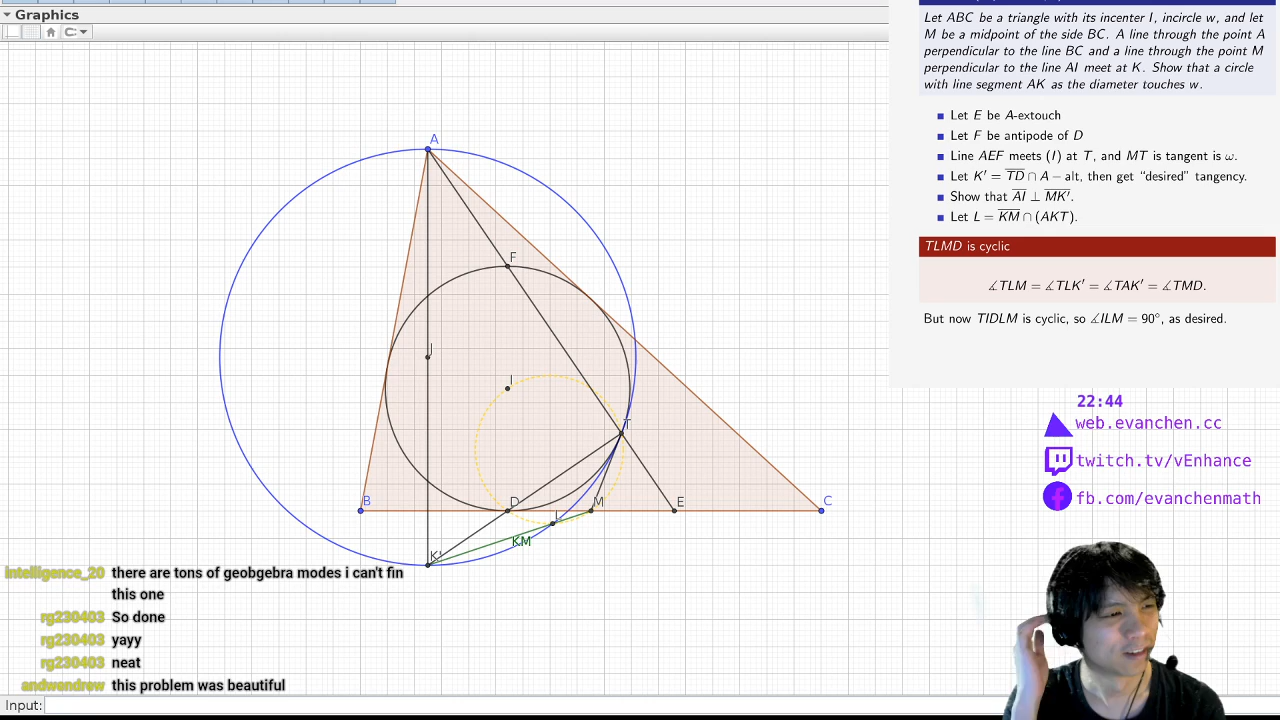 Graphics
Let ABC be a triangle with its incenter I, incircle w, and let
M be a midpoint of the side BC. A line through the point A
perpendicular to the line BC and a line through the point M
perpendicular to the line AI meet at K. Show that a circle
with line segment AK as the diameter touches w.
Let E be A-extouch
Let F be antipode of D
Line AEF meets (I) at T, and MT is tangent is ω.
Let K′ = TD ∩ A − alt, then get "desired" tangency.
Show that AI ⊥ MK′.
Let L = KM ∩ (AKT).
TLMD is cyclic
∡TLM = ∡TLK′ = ∡TAK′ = ∡TMD.
But now TIDLM is cyclic, so ∡ILM = 90°, as desired.
A
F
J
I
T
B
D
L
M
E
C
KM
K'
22:44
web.evanchen.cc
twitch.tv/vEnhance
fb.com/evanchenmath
intelligence_20 there are tons of geobgebra modes i can't fin
this one
rg230403 So done
rg230403 yayy
rg230403 neat
andwendrew this problem was beautiful
Input: